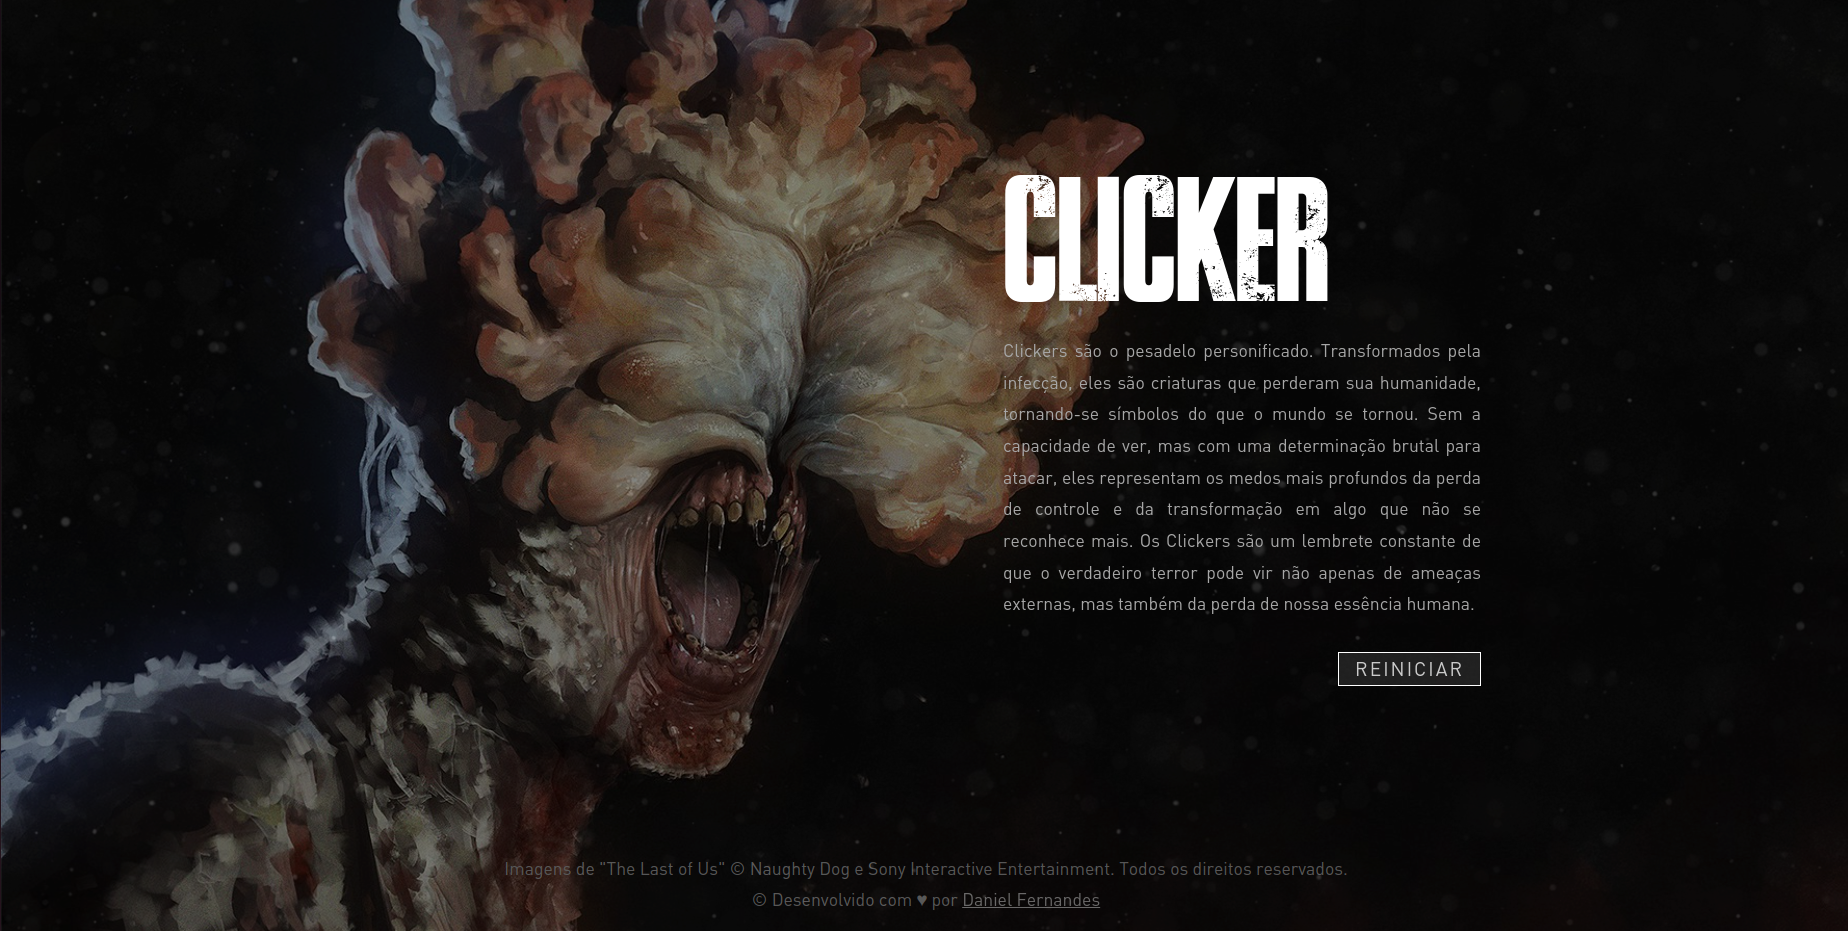 CLICKER
Clickers são o pesadelo personificado. Transformados pela
infecção, eles são criaturas que perderam sua humanidade,
tornando-se símbolos do que o mundo se tornou. Sem a
capacidade de ver, mas com uma determinação brutal para
atacar, eles representam os medos mais profundos da perda
de controle e da transformação em algo que não se
reconhece mais. Os Clickers são um lembrete constante de
que o verdadeiro terror pode vir não apenas de ameaças
externas, mas também da perda de nossa essência humana.
REINICIAR
Imagens de "The Last of Us" © Naughty Dog e Sony Interactive Entertainment. Todos os direitos reservados.
© Desenvolvido com ♥ por Daniel Fernandes